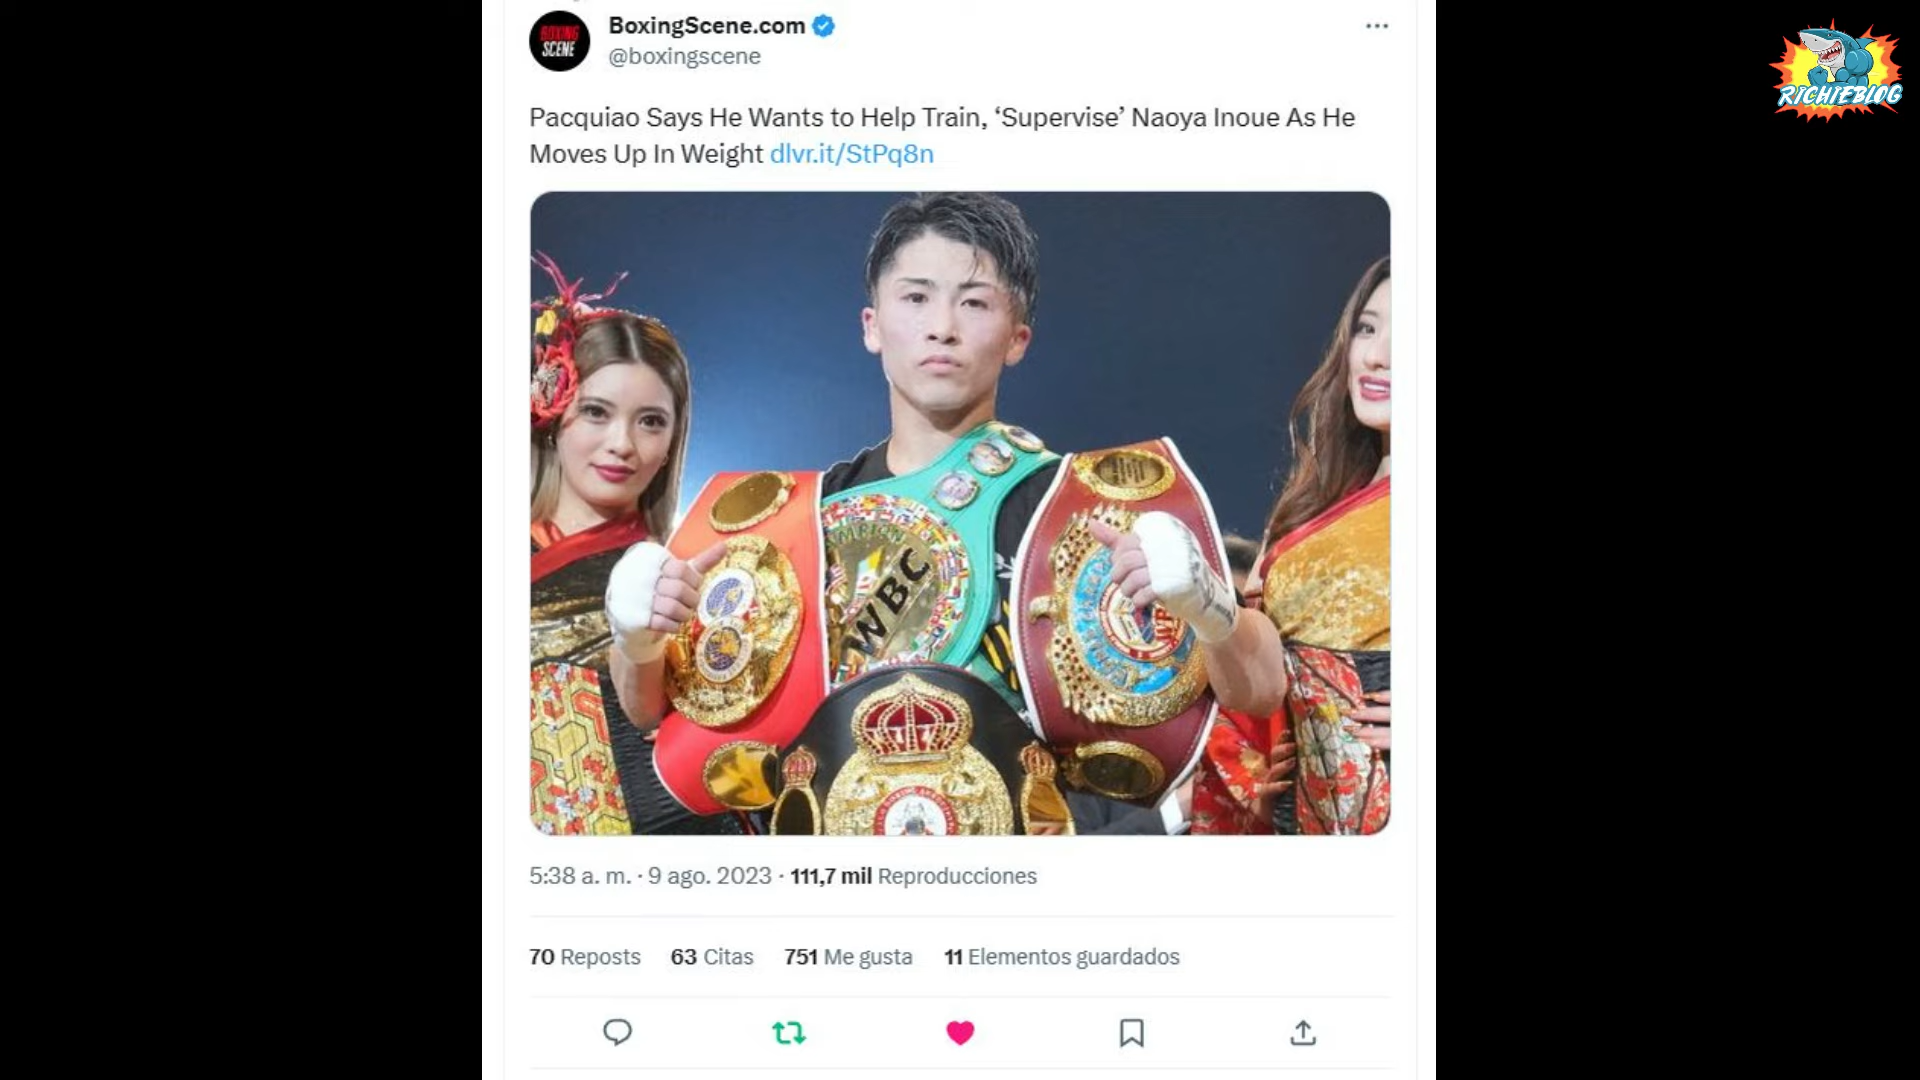 BoxingScene.com
BOXING
SCENE
@boxingscene
RICHIEBLOG
Pacquiao Says He Wants to Help Train, ‘Supervise’ Naoya Inoue As He
Moves Up In Weight dlvr.it/StPq8n
WBC
5:38 a. m. · 9 ago. 2023 · 111,7 mil Reproducciones
70 Reposts 63 Citas 751 Me gusta 11 Elementos guardados